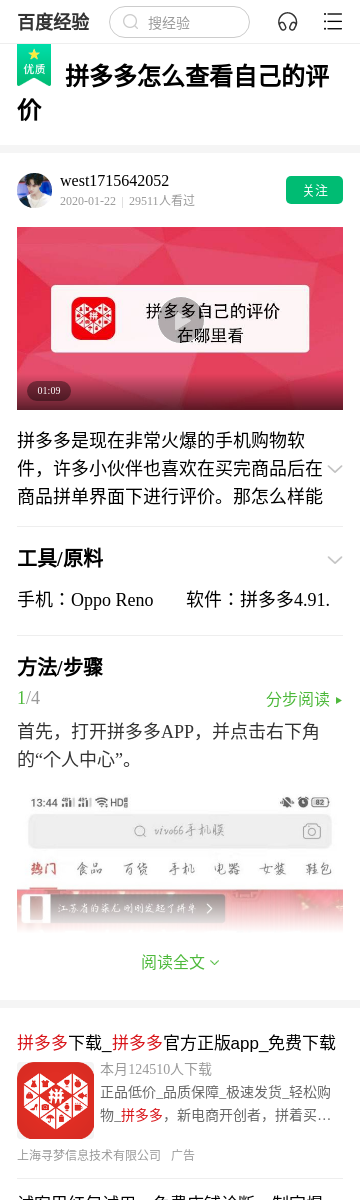 百度经验
搜经验
优质
拼多多怎么查看自己的评
价
west1715642052
关注
2020-01-22 | 29511人看过
拼多多自己的评价
在哪里看
01:09
拼多多是现在非常火爆的手机购物软
件，许多小伙伴也喜欢在买完商品后在
商品拼单界面下进行评价。那怎么样能
工具/原料
手机：Oppo Reno 软件：拼多多4.91.
方法/步骤
1/4 分步阅读
首先，打开拼多多APP，并点击右下角
的“个人中心”。
13:44 HD 82
vivo66手机膜
热门 食品 百货 手机 电器 女装 鞋包
江苏省的柒忆刚刚发起了拼单
阅读全文
拼多多下载_拼多多官方正版app_免费下载
本月124510人下载
正品低价_品质保障_极速发货_轻松购
物_拼多多，新电商开创者，拼着买…
上海寻梦信息技术有限公司 广告